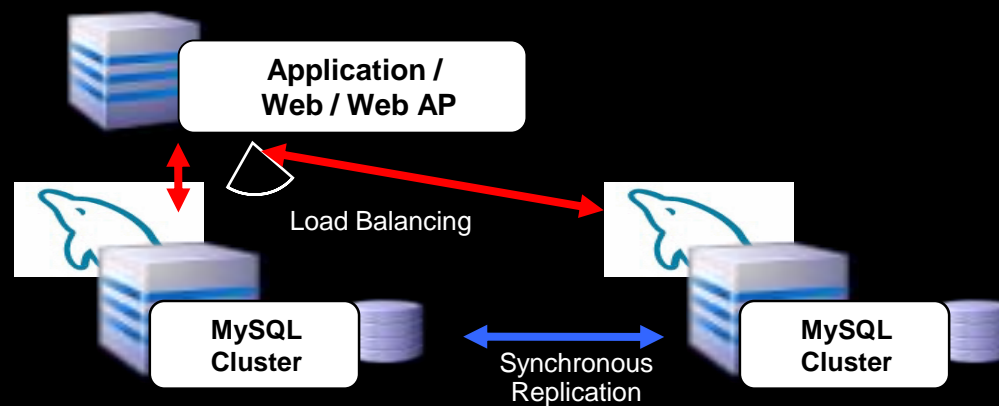 Application /
Web / Web AP
Load Balancing
MySQL
Cluster
Synchronous
Replication
MySQL
Cluster